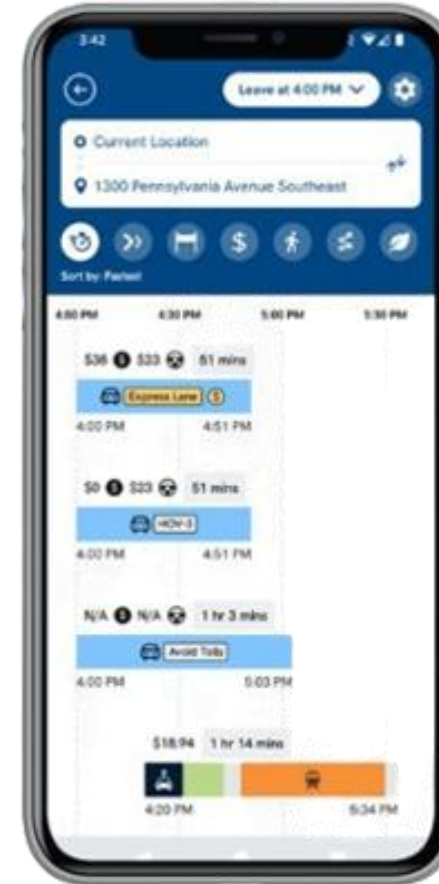 3:42
Leave at 4:00 PM
Current Location
1300 Pennsylvania Avenue Southeast
$
Sort by: Fastest
4:00 PM 4:30 PM 5:00 PM 5:30 PM
$36 $ $23 51 mins
Express Lane $
4:00 PM 4:51 PM
$0 $ $23 51 mins
HOV-3
4:00 PM 4:51 PM
N/A $ N/A 1 hr 3 mins
Avoid Tolls
4:00 PM 5:03 PM
$18.94 1 hr 14 mins
4:20 PM 5:34 PM